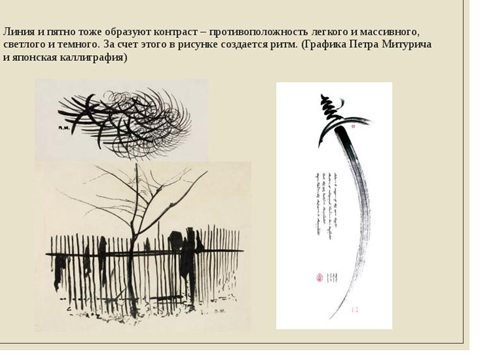 Линия и пятно тоже образуют контраст – противоположность легкого и массивного,
светлого и темного. За счет этого в рисунке создается ритм. (Графика Петра Митурича
и японская каллиграфия)